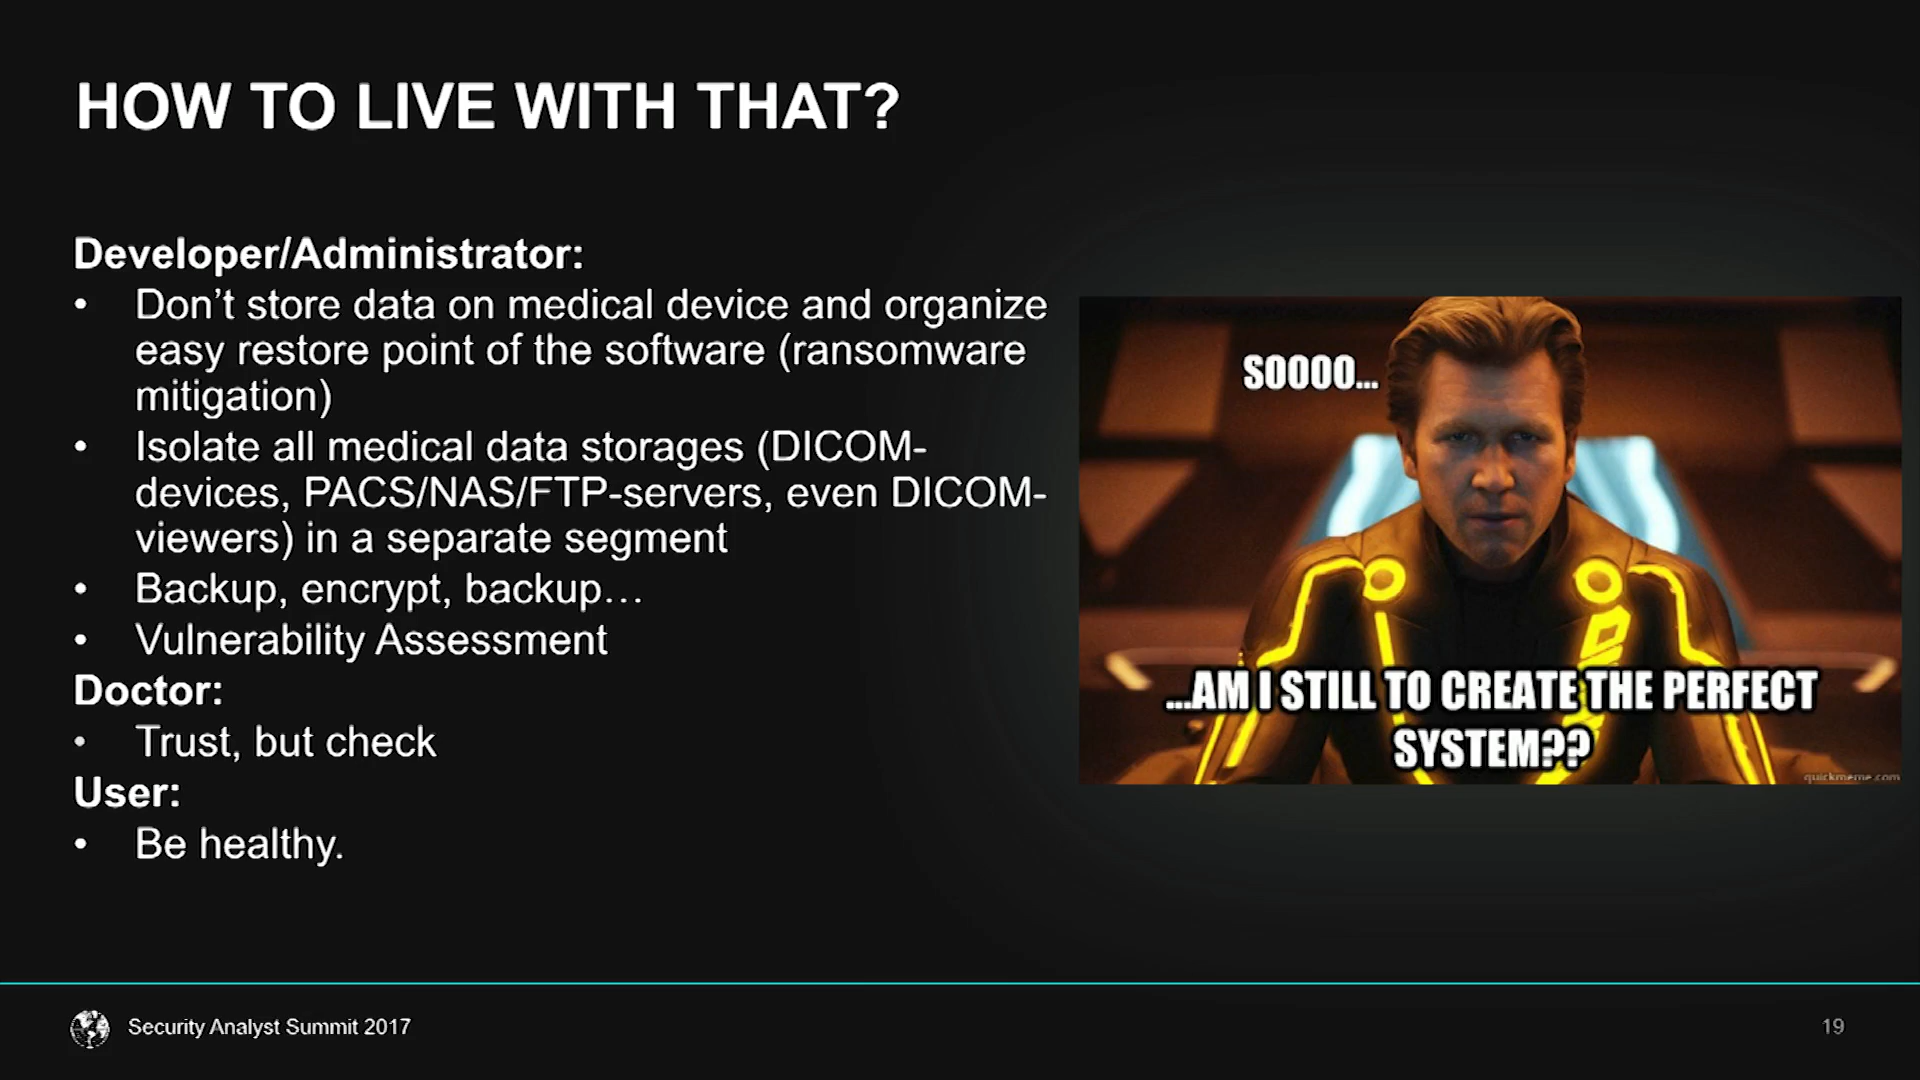 HOW TO LIVE WITH THAT?
Developer/Administrator:
• Don’t store data on medical device and organize
easy restore point of the software (ransomware
mitigation)
• Isolate all medical data storages (DICOM-
devices, PACS/NAS/FTP-servers, even DICOM-
viewers) in a separate segment
• Backup, encrypt, backup…
• Vulnerability Assessment
Doctor:
• Trust, but check
User:
• Be healthy.
SOOOO...
...AM I STILL TO CREATE THE PERFECT
SYSTEM??
quickmeme.com
Security Analyst Summit 2017
19